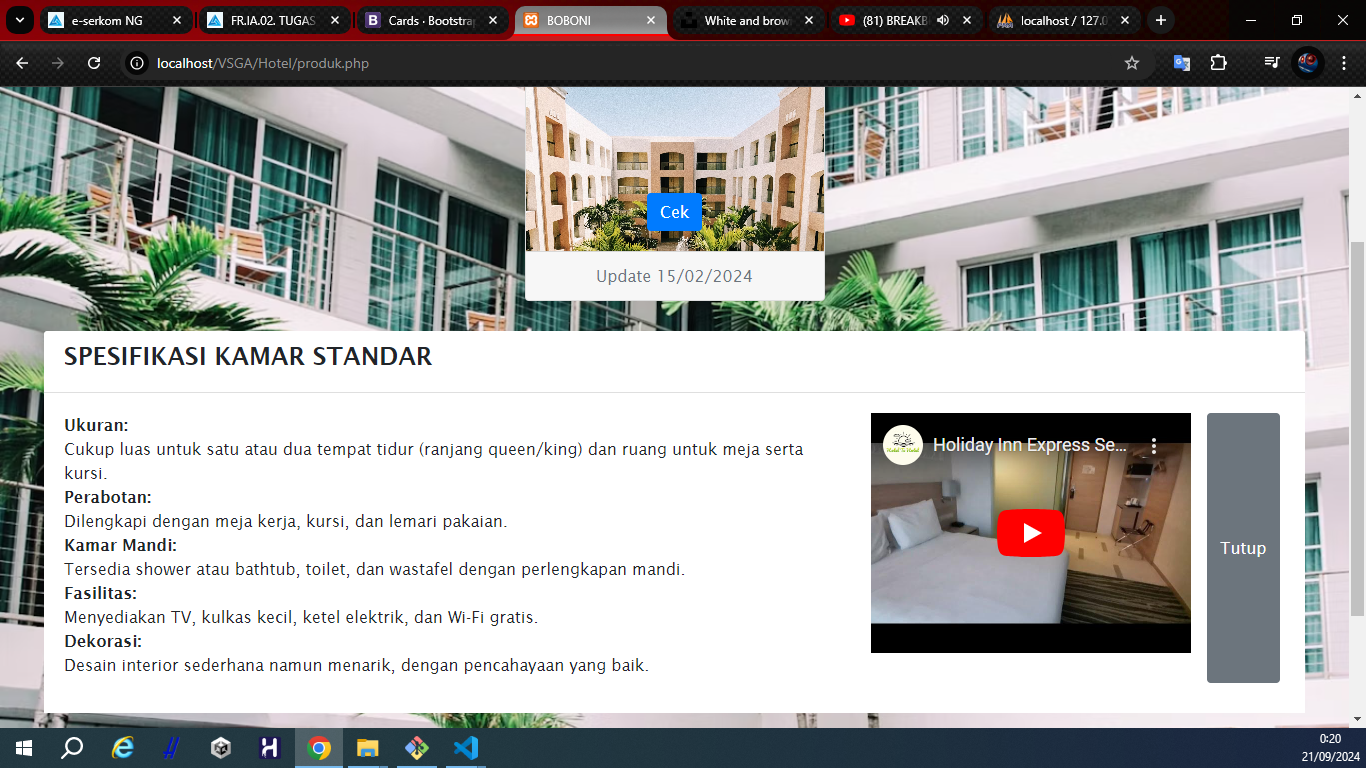 e-serkom NG
FR.IA.02. TUGAS
Cards · Bootstrap
BOBONI
White and brow
(81) BREAKB
localhost / 127.0
localhost/VSGA/Hotel/produk.php
Cek
Update 15/02/2024
SPESIFIKASI KAMAR STANDAR
Ukuran:
Cukup luas untuk satu atau dua tempat tidur (ranjang queen/king) dan ruang untuk meja serta
kursi.
Perabotan:
Dilengkapi dengan meja kerja, kursi, dan lemari pakaian.
Kamar Mandi:
Tersedia shower atau bathtub, toilet, dan wastafel dengan perlengkapan mandi.
Fasilitas:
Menyediakan TV, kulkas kecil, ketel elektrik, dan Wi-Fi gratis.
Dekorasi:
Desain interior sederhana namun menarik, dengan pencahayaan yang baik.
Holiday Inn Express Se...
Tutup
0:20
21/09/2024